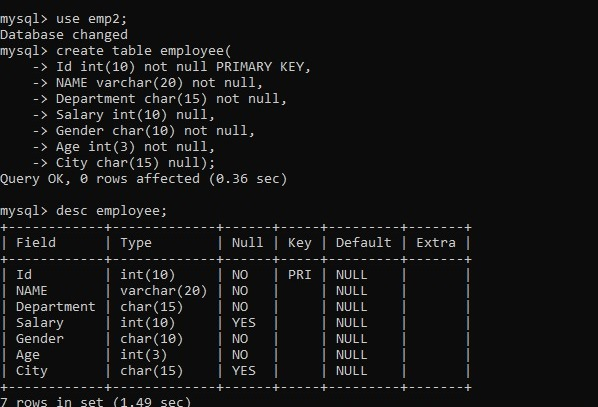 mysql> use emp2;
Database changed
mysql> create table employee(
    -> Id int(10) not null PRIMARY KEY,
    -> NAME varchar(20) not null,
    -> Department char(15) not null,
    -> Salary int(10) null,
    -> Gender char(10) not null,
    -> Age int(3) not null,
    -> City char(15) null);
Query OK, 0 rows affected (0.36 sec)

mysql> desc employee;
+------------+-------------+------+-----+---------+-------+
| Field      | Type        | Null | Key | Default | Extra |
+------------+-------------+------+-----+---------+-------+
| Id         | int(10)     | NO   | PRI | NULL    |       |
| NAME       | varchar(20) | NO   |     | NULL    |       |
| Department | char(15)    | NO   |     | NULL    |       |
| Salary     | int(10)     | YES  |     | NULL    |       |
| Gender     | char(10)    | NO   |     | NULL    |       |
| Age        | int(3)      | NO   |     | NULL    |       |
| City       | char(15)    | YES  |     | NULL    |       |
+------------+-------------+------+-----+---------+-------+
7 rows in set (1.49 sec)